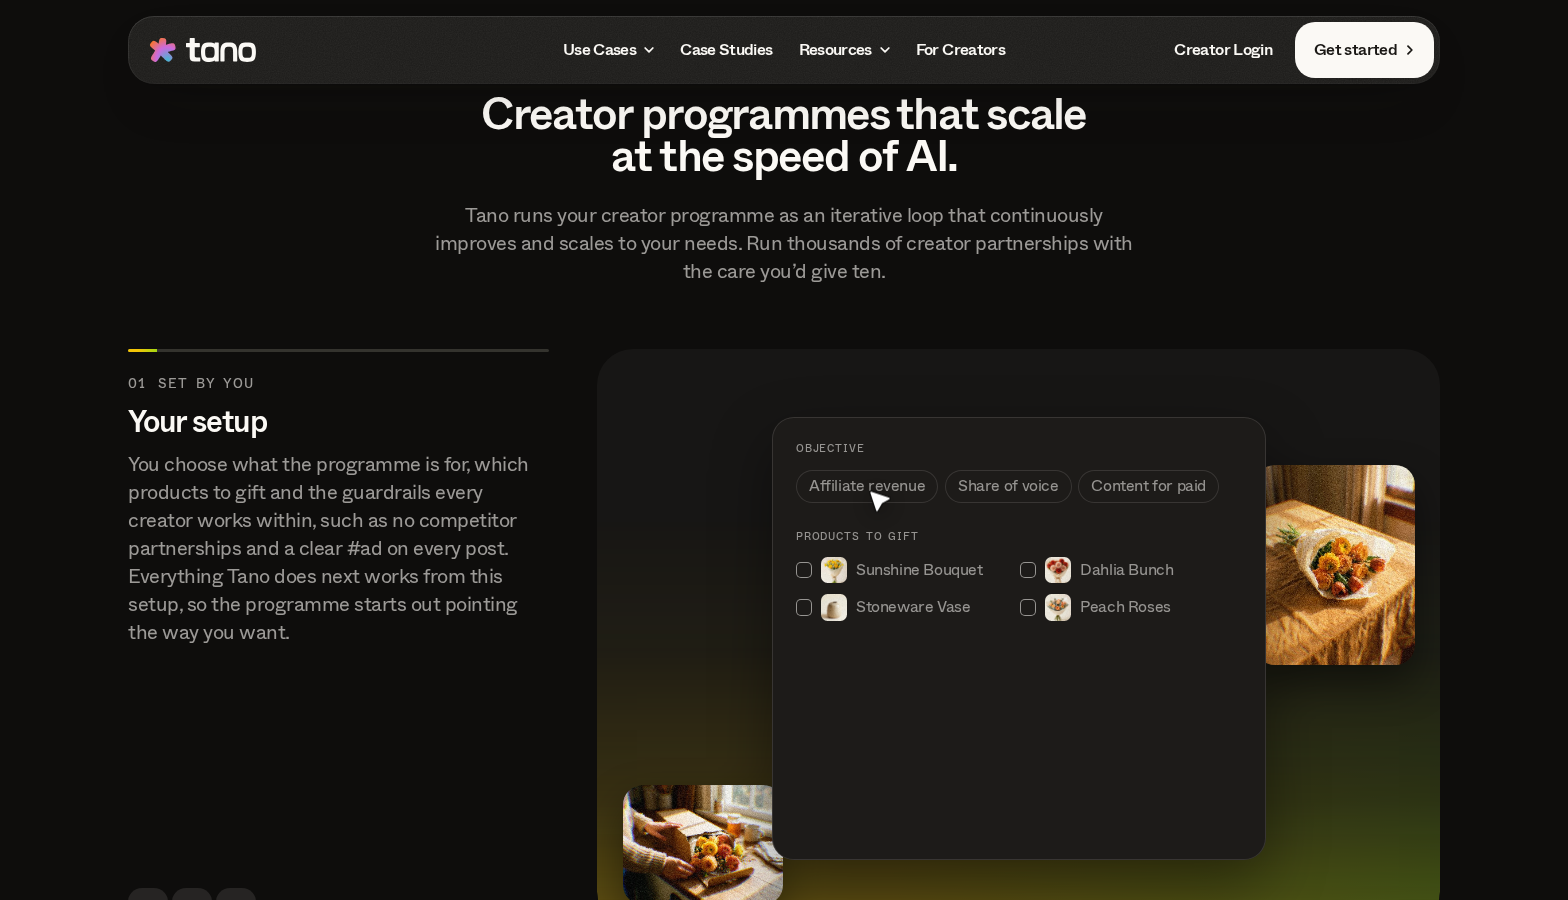 tano
Use Cases
Case Studies
Resources
For Creators
Creator Login
Get started
Creator programmes that scale
at the speed of AI.
Tano runs your creator programme as an iterative loop that continuously
improves and scales to your needs. Run thousands of creator partnerships with
the care you’d give ten.
01 SET BY YOU
Your setup
You choose what the programme is for, which
products to gift and the guardrails every
creator works within, such as no competitor
partnerships and a clear #ad on every post.
Everything Tano does next works from this
setup, so the programme starts out pointing
the way you want.
OBJECTIVE
Affiliate revenue
Share of voice
Content for paid
PRODUCTS TO GIFT
Sunshine Bouquet
Dahlia Bunch
Stoneware Vase
Peach Roses